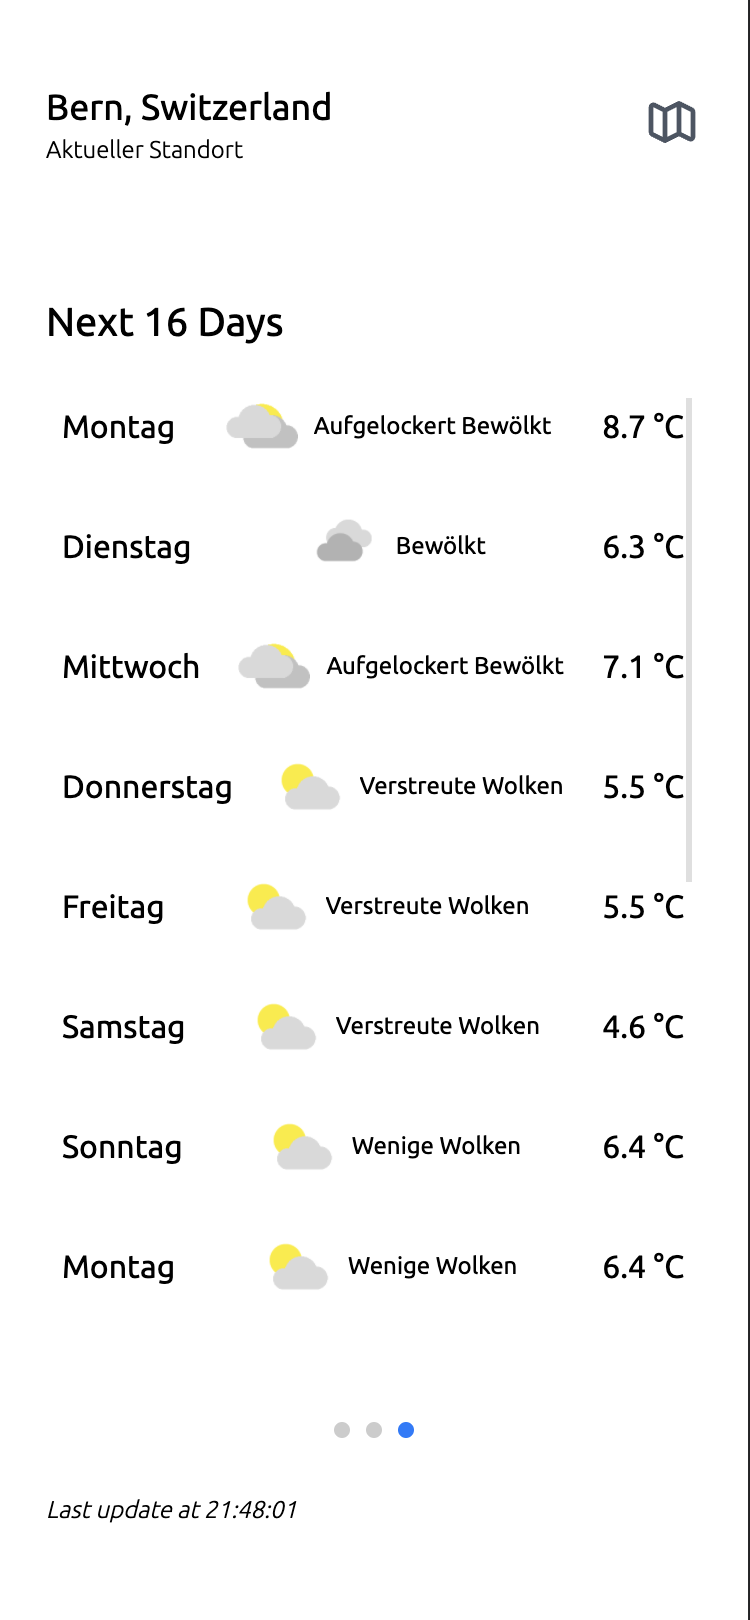 Bern, Switzerland
Aktueller Standort
Next 16 Days
Montag Aufgelockert Bewölkt 8.7 °C
Dienstag Bewölkt 6.3 °C
Mittwoch Aufgelockert Bewölkt 7.1 °C
Donnerstag Verstreute Wolken 5.5 °C
Freitag Verstreute Wolken 5.5 °C
Samstag Verstreute Wolken 4.6 °C
Sonntag Wenige Wolken 6.4 °C
Montag Wenige Wolken 6.4 °C
Last update at 21:48:01